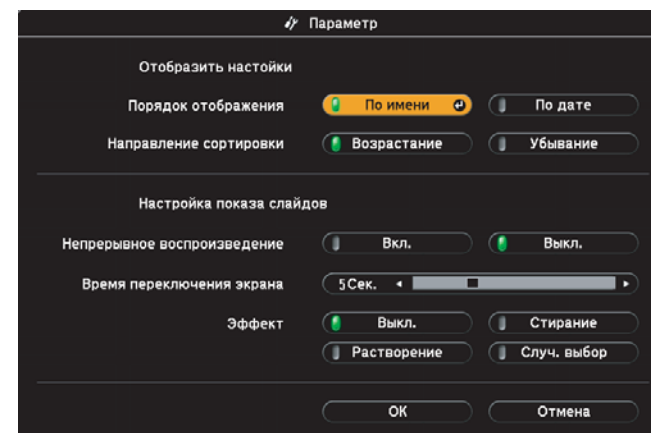 Параметр
Отобразить настойки
Порядок отображения По имени По дате
Направление сортировки Возрастание Убывание
Настройка показа слайдов
Непрерывное воспроизведение Вкл. Выкл.
Время переключения экрана 5Сек.
Эффект Выкл. Стирание
Растворение Случ. выбор
OK Отмена